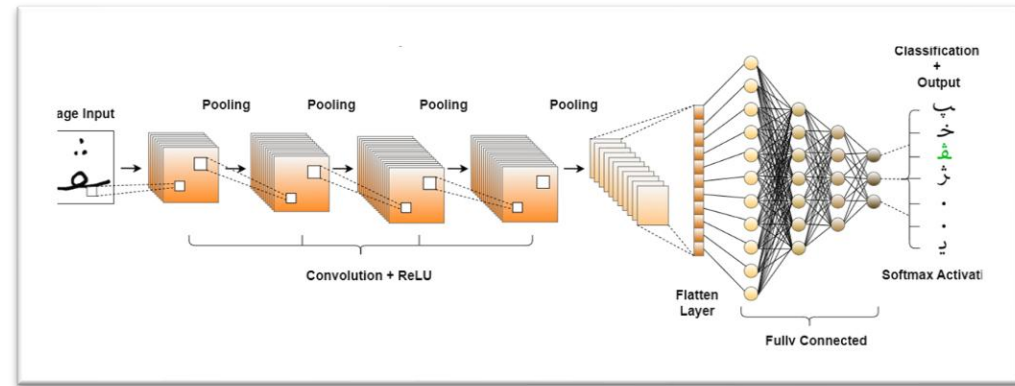 Classification
+
Output
age Input
Pooling
Pooling
Pooling
Pooling
Convolution + ReLU
Flatten
Layer
Fully Connected
Softmax Activati